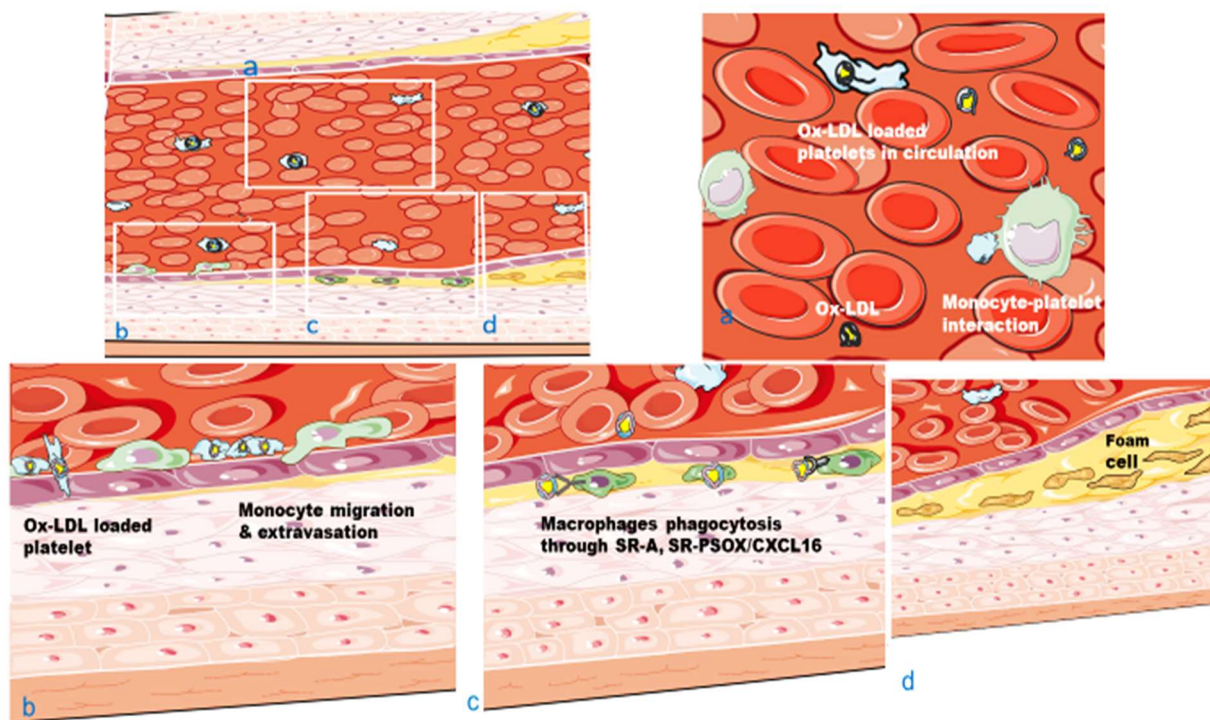 a
b
c
d
Ox-LDL loaded
platelets in circulation
Ox-LDL
Monocyte-platelet
interaction
a
Ox-LDL loaded
platelet
Monocyte migration
& extravasation
b
Macrophages phagocytosis
through SR-A, SR-PSOX/CXCL16
c
Foam
cell
d